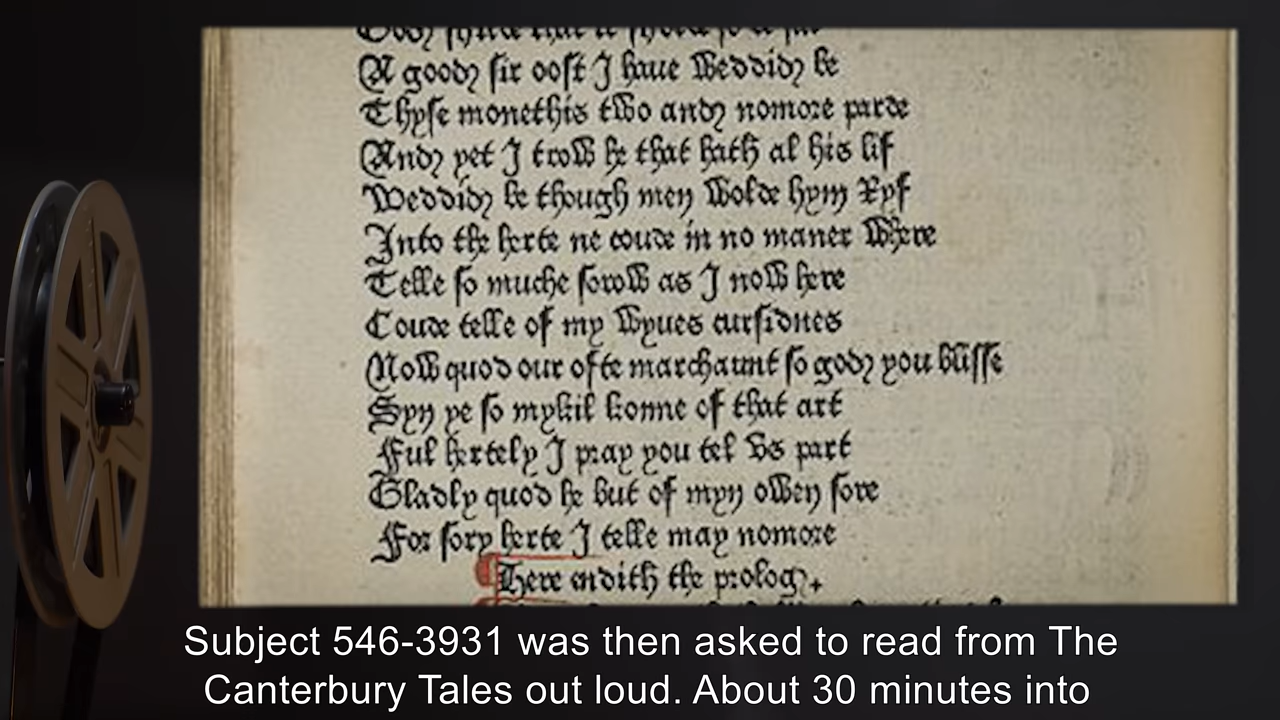 A good sir oost I haue weddid be
Thyse monethis two and nomore parde
And yet I trow he that hath al his lif
Weddid be though men wolde hym ryf
Into the herte ne coude in no maner where
Telle so muche sorow as I now here
Coude telle of my wyues cursidnes
Now quod our oste marchaunt so god you blisse
Syn ye so mykil konne of that art
Ful hertely I pray you tel vs part
Gladly quod he but of myn owen sore
For sory herte I telle may nomore
Here endith the prolog
Subject 546-3931 was then asked to read from The
Canterbury Tales out loud. About 30 minutes into